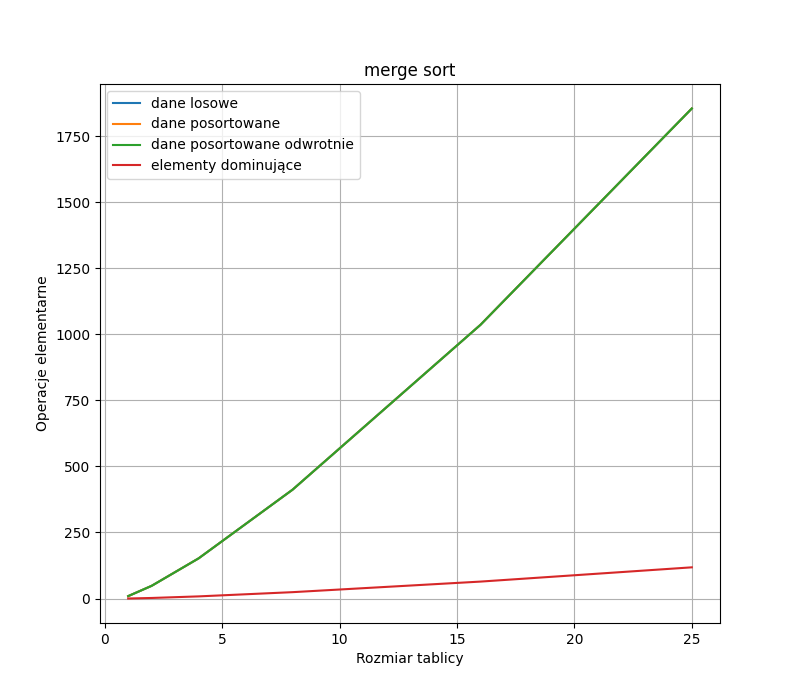 merge sort
dane losowe
dane posortowane
dane posortowane odwrotnie
elementy dominujące
Operacje elementarne
1750
1500
1250
1000
750
500
250
0
0 5 10 15 20 25
Rozmiar tablicy